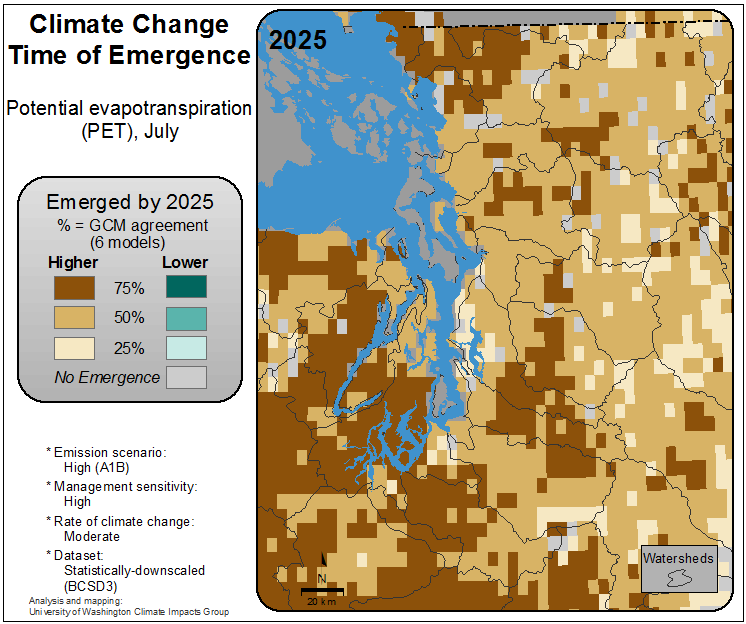 Climate Change
Time of Emergence
Potential evapotranspiration
(PET), July
Emerged by 2025
% = GCM agreement
(6 models)
Higher Lower
75%
50%
25%
No Emergence
* Emission scenario:
High (A1B)
* Management sensitivity:
High
* Rate of climate change:
Moderate
* Dataset:
Statistically-downscaled
(BCSD3)
Analysis and mapping:
University of Washington Climate Impacts Group
2025
N
20 km
Watersheds